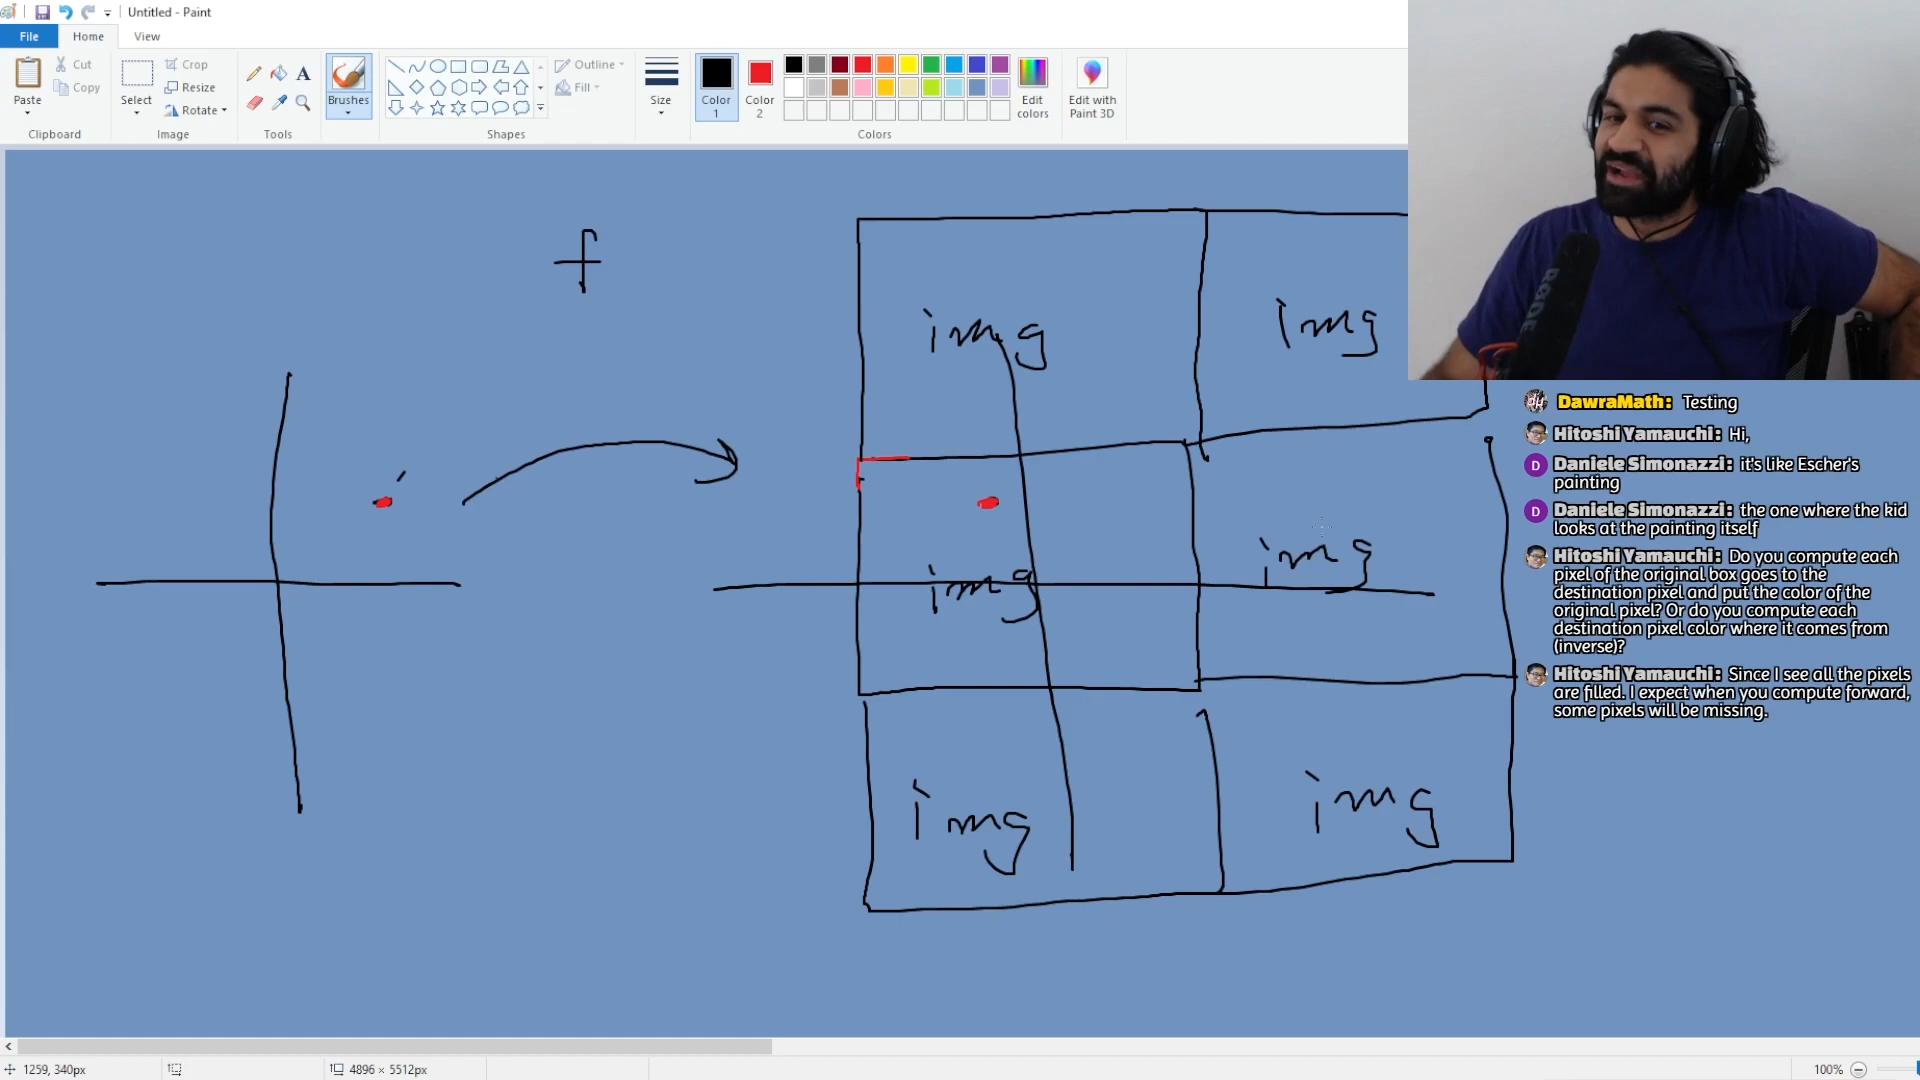 Untitled - Paint
File
Home
View
Paste
Cut
Copy
Clipboard
Select
Crop
Resize
Rotate
Image
A
Tools
Brushes
Outline
Fill
Shapes
Size
Color
1
Color
2
Edit
colors
Colors
Edit with
Paint 3D
f
img
img
img
img
img
img
RODE
DawraMath: Testing
Hitoshi Yamauchi: Hi,
D
Daniele Simonazzi: it's like Escher's
painting
D
Daniele Simonazzi: the one where the kid
looks at the painting itself
Hitoshi Yamauchi: Do you compute each
pixel of the original box goes to the
destination pixel and put the color of the
original pixel? Or do you compute each
destination pixel color where it comes from
(inverse)?
Hitoshi Yamauchi: Since I see all the pixels
are filled. I expect when you compute forward,
some pixels will be missing.
1259, 340px
4896 × 5512px
100%